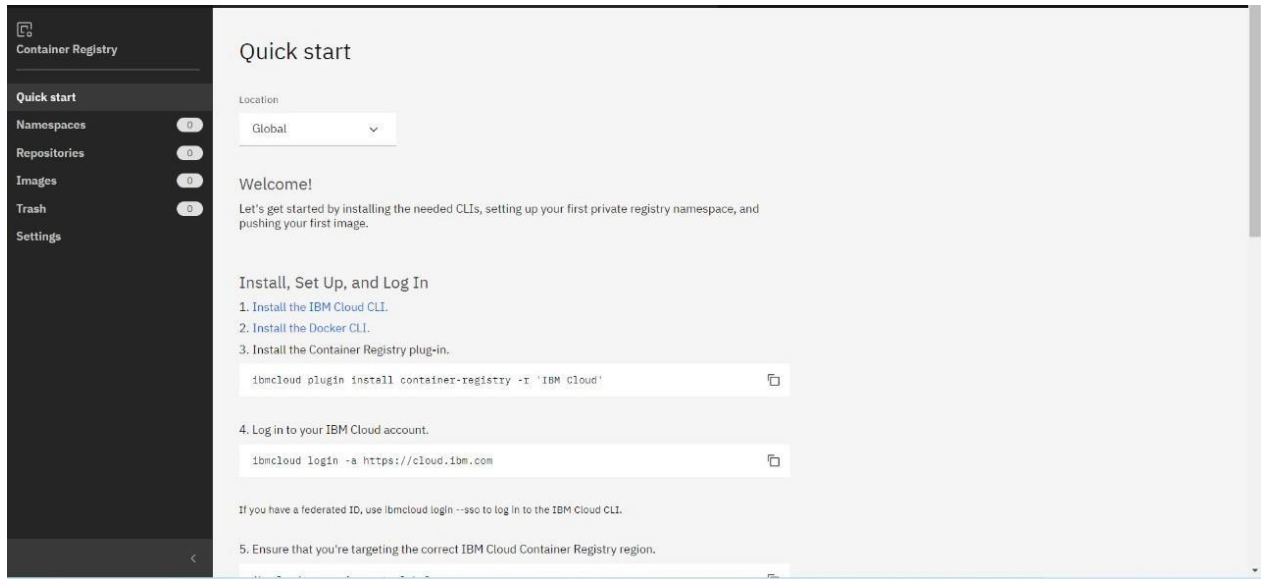 Container Registry
Quick start
Namespaces 0
Repositories 0
Images 0
Trash 0
Settings
Quick start
Location
Global
Welcome!
Let's get started by installing the needed CLIs, setting up your first private registry namespace, and
pushing your first image.
Install, Set Up, and Log In
1. Install the IBM Cloud CLI.
2. Install the Docker CLI.
3. Install the Container Registry plug-in.
ibmcloud plugin install container-registry -r 'IBM Cloud'
4. Log in to your IBM Cloud account.
ibmcloud login -a https://cloud.ibm.com
If you have a federated ID, use ibmcloud login --sso to log in to the IBM Cloud CLI.
5. Ensure that you're targeting the correct IBM Cloud Container Registry region.